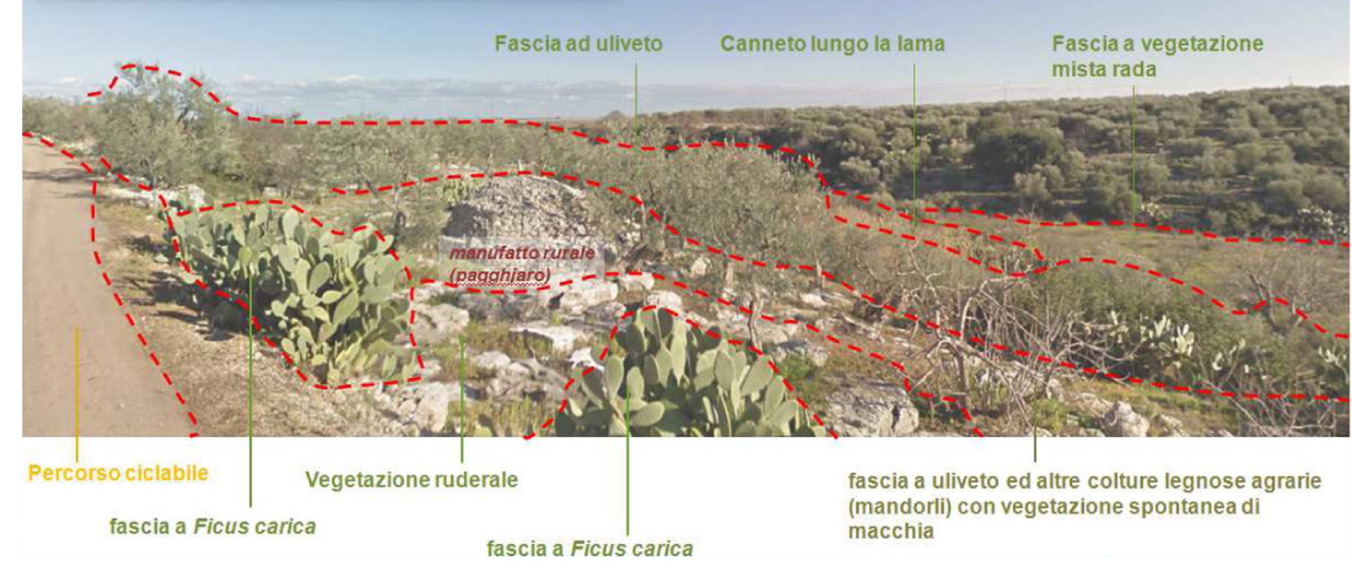 Fascia ad uliveto
Canneto lungo la lama
Fascia a vegetazione
mista rada
manufatto rurale
(pagghjaro)
Percorso ciclabile
Vegetazione ruderale
fascia a Ficus carica
fascia a Ficus carica
fascia a uliveto ed altre colture legnose agrarie
(mandorli) con vegetazione spontanea di
macchia